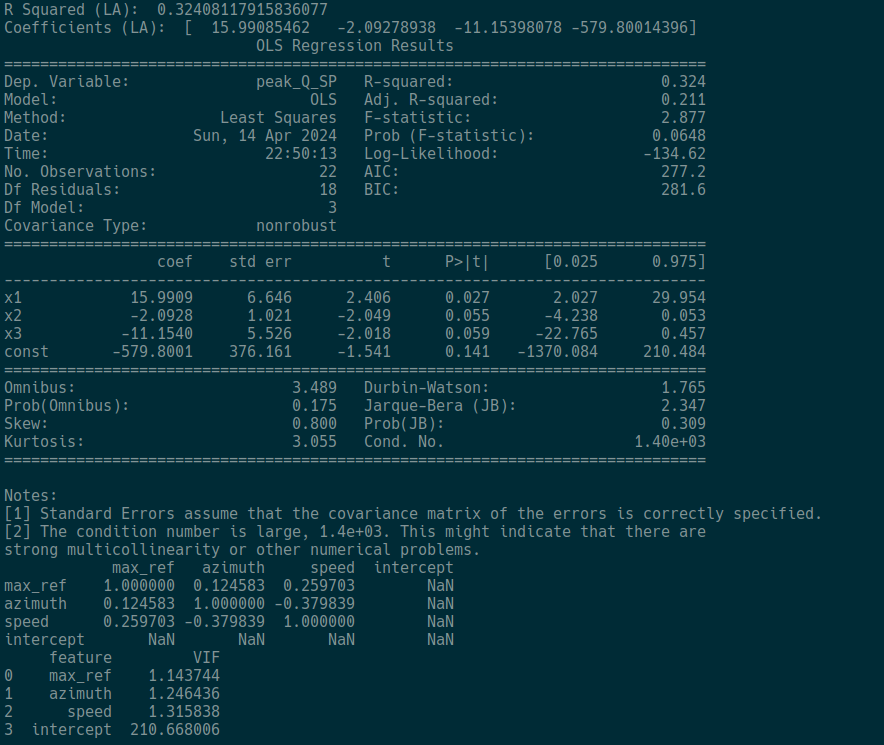 R Squared (LA):  0.32408117915836077
Coefficients (LA):  [  15.99085462   -2.09278938  -11.15398078 -579.80014396]
                            OLS Regression Results
==============================================================================
Dep. Variable:              peak_Q_SP   R-squared:                       0.324
Model:                            OLS   Adj. R-squared:                  0.211
Method:                 Least Squares   F-statistic:                     2.877
Date:                Sun, 14 Apr 2024   Prob (F-statistic):             0.0648
Time:                        22:50:13   Log-Likelihood:                -134.62
No. Observations:                  22   AIC:                             277.2
Df Residuals:                      18   BIC:                             281.6
Df Model:                           3
Covariance Type:            nonrobust
==============================================================================
                 coef    std err          t      P>|t|      [0.025      0.975]
------------------------------------------------------------------------------
x1            15.9909      6.646      2.406      0.027       2.027      29.954
x2            -2.0928      1.021     -2.049      0.055      -4.238       0.053
x3           -11.1540      5.526     -2.018      0.059     -22.765       0.457
const       -579.8001    376.161     -1.541      0.141   -1370.084     210.484
==============================================================================
Omnibus:                        3.489   Durbin-Watson:                   1.765
Prob(Omnibus):                  0.175   Jarque-Bera (JB):                2.347
Skew:                           0.800   Prob(JB):                        0.309
Kurtosis:                       3.055   Cond. No.                     1.40e+03
==============================================================================

Notes:
[1] Standard Errors assume that the covariance matrix of the errors is correctly specified.
[2] The condition number is large, 1.4e+03. This might indicate that there are
strong multicollinearity or other numerical problems.
            max_ref   azimuth     speed  intercept
max_ref    1.000000  0.124583  0.259703        NaN
azimuth    0.124583  1.000000 -0.379839        NaN
speed      0.259703 -0.379839  1.000000        NaN
intercept       NaN       NaN       NaN        NaN
     feature         VIF
0    max_ref    1.143744
1    azimuth    1.246436
2      speed    1.315838
3  intercept  210.668006